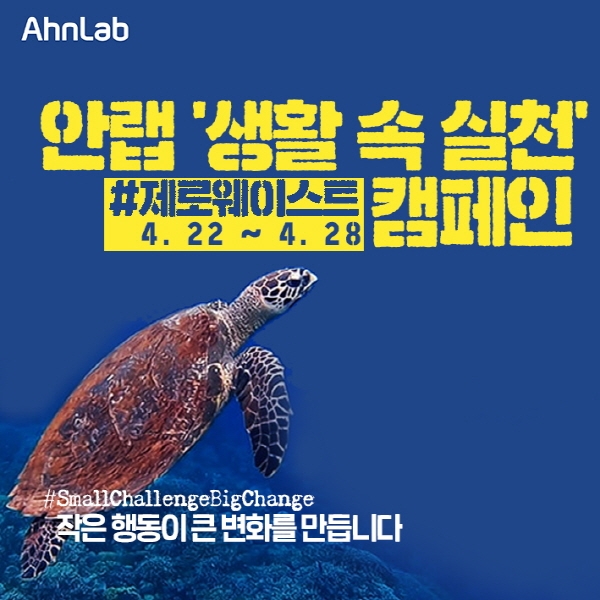 AhnLab
안랩 '생활 속 실천'
#제로웨이스트 캠페인
4. 22 ~ 4. 28
#SmallChallengeBigChange
작은 행동이 큰 변화를 만듭니다